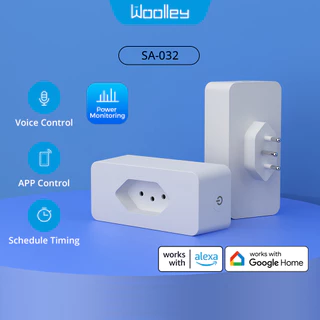 Woolley
SA-032
Voice Control
Power
Monitoring
APP Control
Schedule Timing
works
with
alexa
works with
Google Home